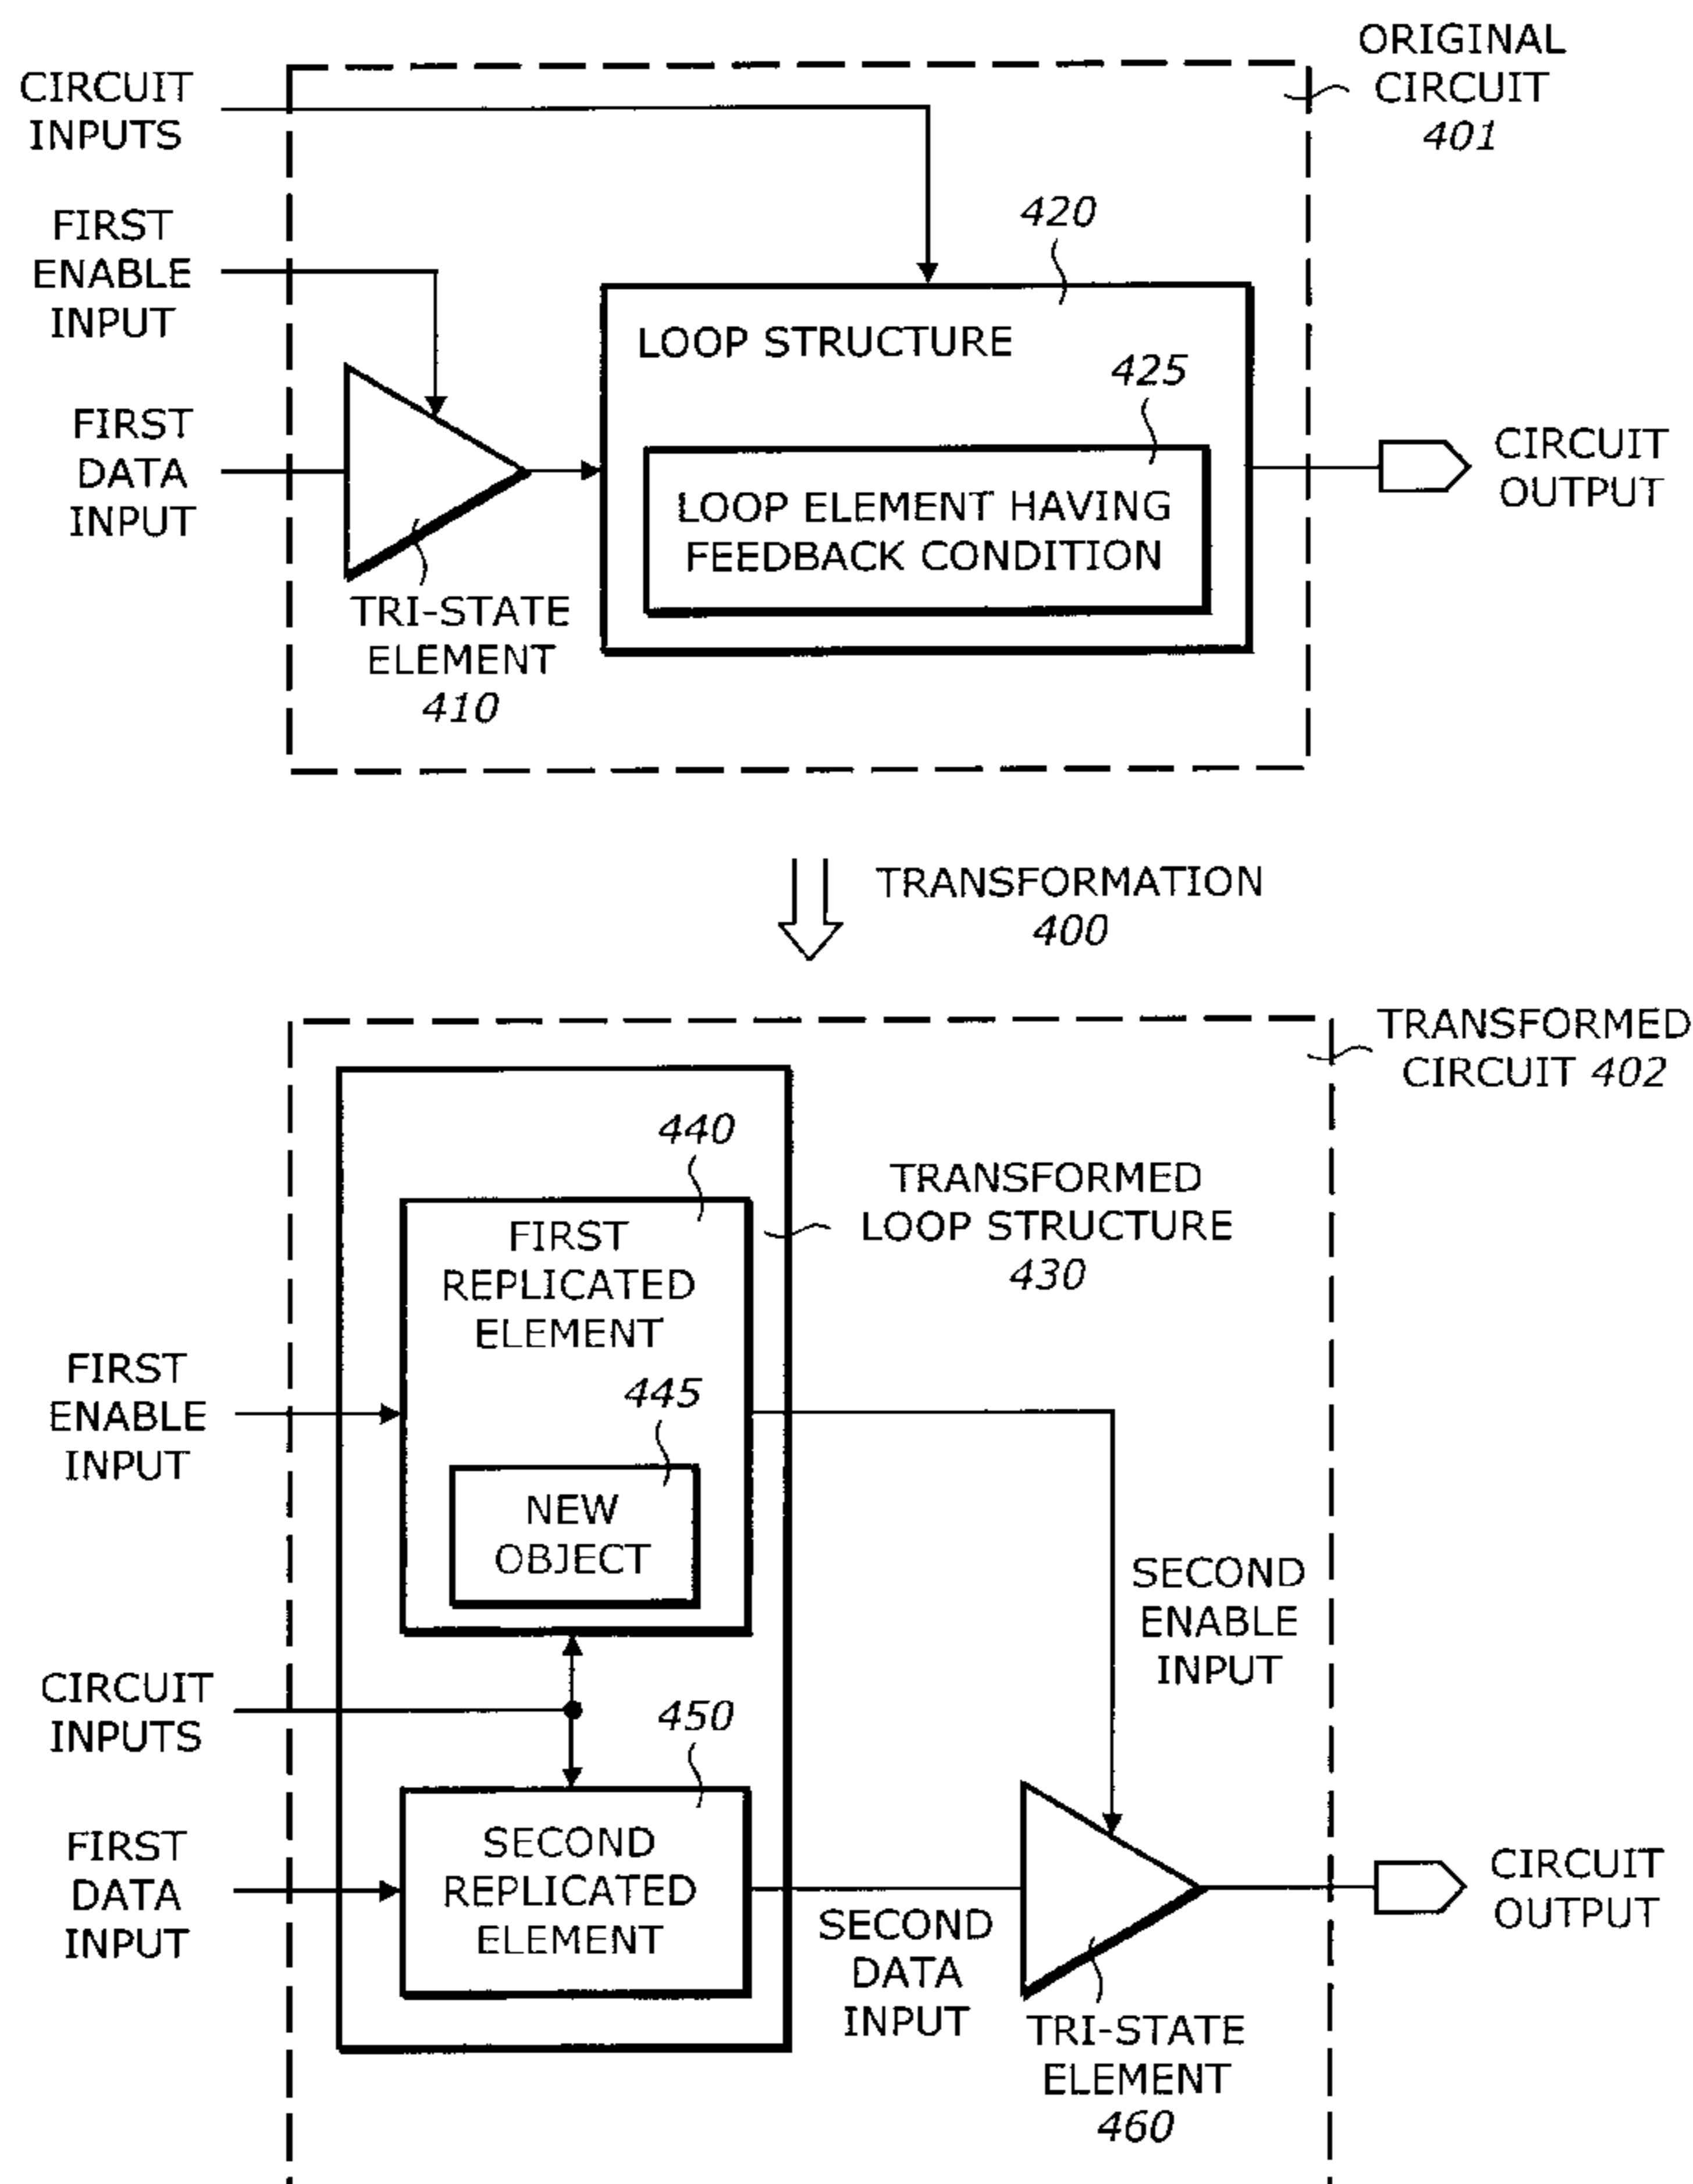 ORIGINAL
CIRCUIT
401
CIRCUIT
INPUTS
FIRST
ENABLE
INPUT
420
LOOP STRUCTURE
425
FIRST
DATA
INPUT
LOOP ELEMENT HAVING
FEEDBACK CONDITION
CIRCUIT
OUTPUT
TRI-STATE
ELEMENT
410
TRANSFORMATION
400
TRANSFORMED
CIRCUIT 402
440
TRANSFORMED
LOOP STRUCTURE
430
FIRST
REPLICATED
ELEMENT
445
FIRST
ENABLE
INPUT
NEW
OBJECT
SECOND
ENABLE
INPUT
CIRCUIT
INPUTS
450
FIRST
DATA
INPUT
SECOND
REPLICATED
ELEMENT
SECOND
DATA
INPUT
CIRCUIT
OUTPUT
TRI-STATE
ELEMENT
460